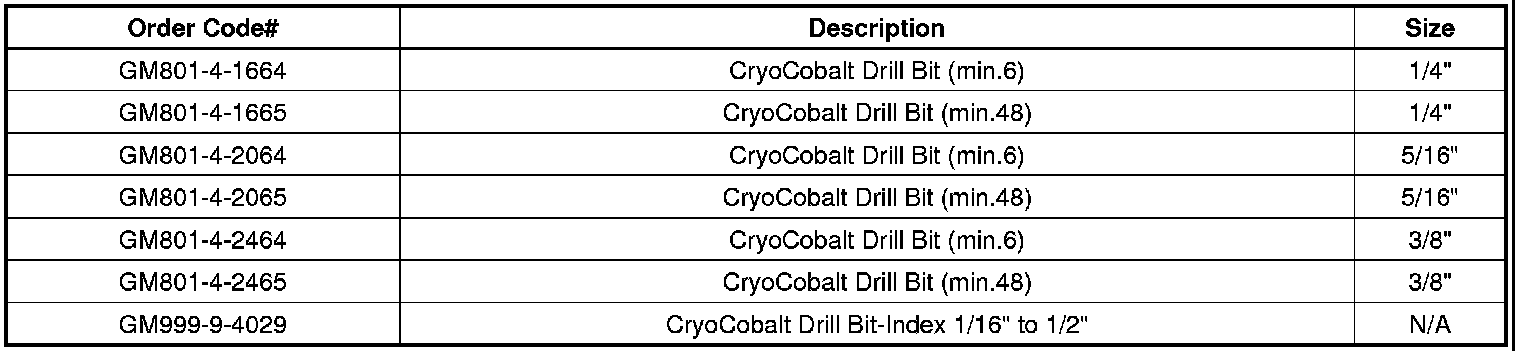 Order Code# Description Size
GM801-4-1664 CryoCobalt Drill Bit (min.6) 1/4"
GM801-4-1665 CryoCobalt Drill Bit (min.48) 1/4"
GM801-4-2064 CryoCobalt Drill Bit (min.6) 5/16"
GM801-4-2065 CryoCobalt Drill Bit (min.48) 5/16"
GM801-4-2464 CryoCobalt Drill Bit (min.6) 3/8"
GM801-4-2465 CryoCobalt Drill Bit (min.48) 3/8"
GM999-9-4029 CryoCobalt Drill Bit-Index 1/16" to 1/2" N/A